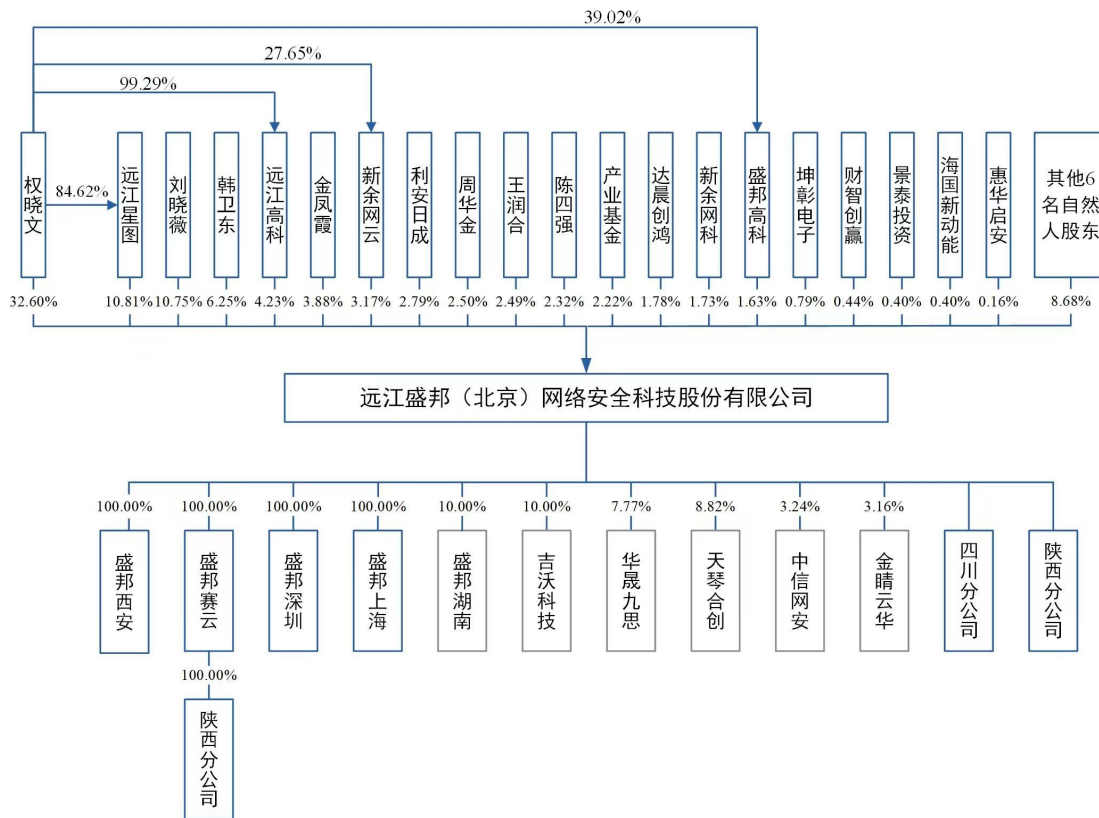 39.02%
27.65%
99.29%
权晓文
84.62%
远江星图
刘晓薇
韩卫东
远江高科
金凤霞
新余网云
利安日成
周华金
王润合
陈四强
产业基金
达晨创鸿
新余网科
盛邦高科
坤彰电子
财智创赢
景泰投资
海国新动能
惠华启安
其他6
名自然
人股东
32.60%
10.81%
10.75%
6.25%
4.23%
3.88%
3.17%
2.79%
2.50%
2.49%
2.32%
2.22%
1.78%
1.73%
1.63%
0.79%
0.44%
0.40%
0.40%
0.16%
8.68%
远江盛邦（北京）网络安全科技股份有限公司
100.00%
100.00%
100.00%
100.00%
10.00%
10.00%
7.77%
8.82%
3.24%
3.16%
盛邦西安
盛邦赛云
盛邦深圳
盛邦上海
盛邦湖南
吉沃科技
华晟九思
天琴合创
中信网安
金睛云华
四川分公司
陕西分公司
100.00%
陕西分公司